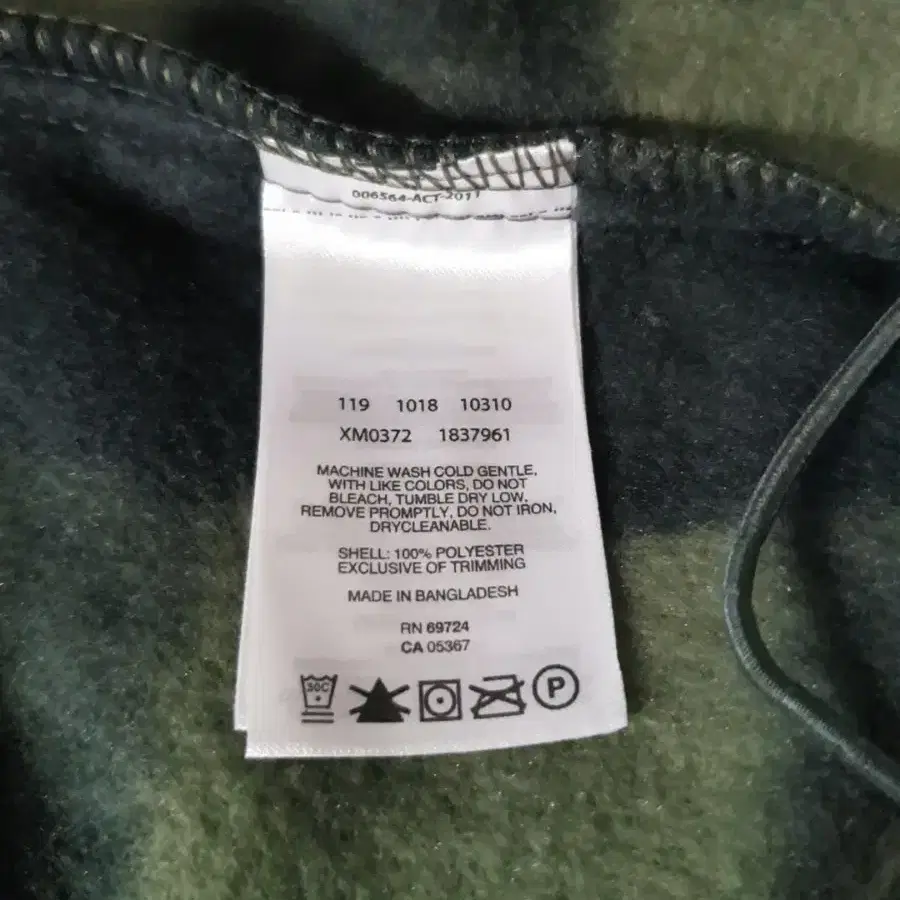 006564-ACT-2011
119 1018 10310
XM0372 1837961
MACHINE WASH COLD GENTLE,
WITH LIKE COLORS, DO NOT
BLEACH, TUMBLE DRY LOW,
REMOVE PROMPTLY, DO NOT IRON,
DRYCLEANABLE.
SHELL: 100% POLYESTER
EXCLUSIVE OF TRIMMING
MADE IN BANGLADESH
RN 69724
CA 05367
30C P